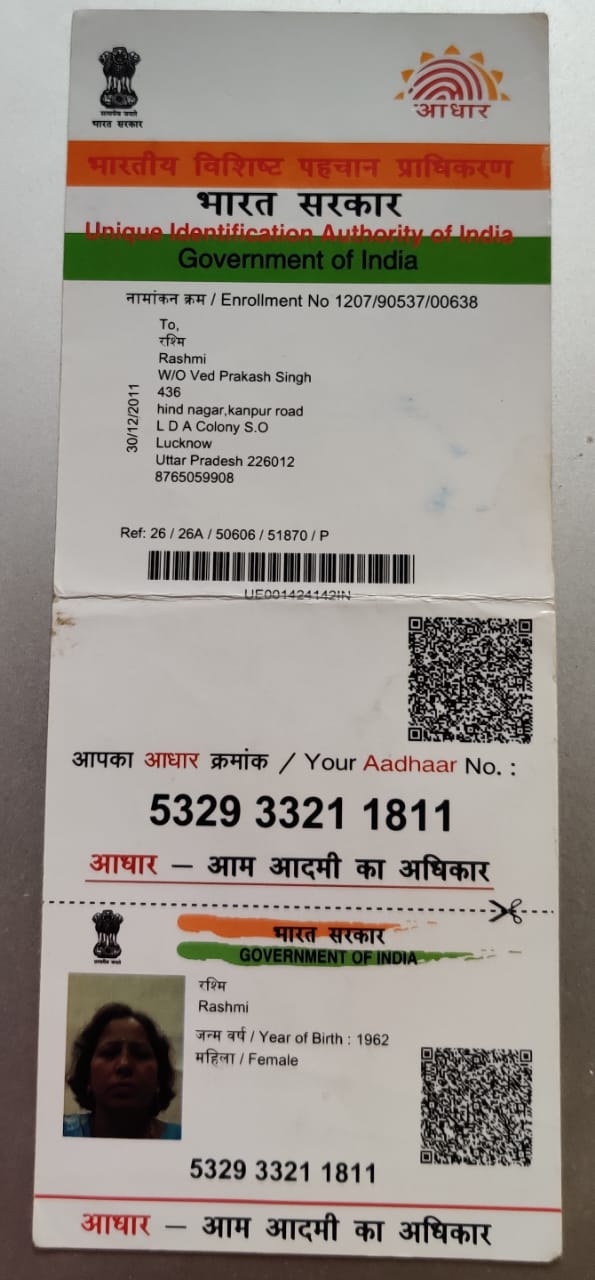 सत्यमेव जयते
भारत सरकार
आधार
भारतीय विशिष्ट पहचान प्राधिकरण
भारत सरकार
Unique Identification Authority of India
Government of India
नामांकन क्रम / Enrollment No 1207/90537/00638
To,
रश्मि
Rashmi
W/O Ved Prakash Singh
436
hind nagar,kanpur road
L D A Colony S.O
Lucknow
Uttar Pradesh 226012
8765059908
30/12/2011
Ref: 26 / 26A / 50606 / 51870 / P
UE001424142IN
आपका आधार क्रमांक / Your Aadhaar No. :
5329 3321 1811
आधार – आम आदमी का अधिकार
सत्यमेव जयते
भारत सरकार
GOVERNMENT OF INDIA
रश्मि
Rashmi
जन्म वर्ष / Year of Birth : 1962
महिला / Female
5329 3321 1811
आधार – आम आदमी का अधिकार